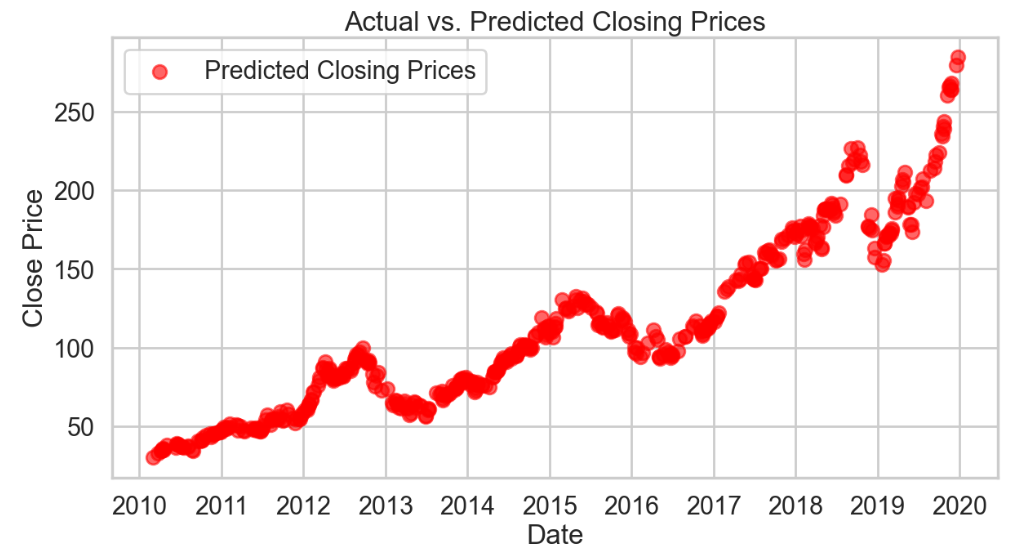 Actual vs. Predicted Closing Prices
Predicted Closing Prices
Close Price
250
200
150
100
50
2010 2011 2012 2013 2014 2015 2016 2017 2018 2019 2020
Date